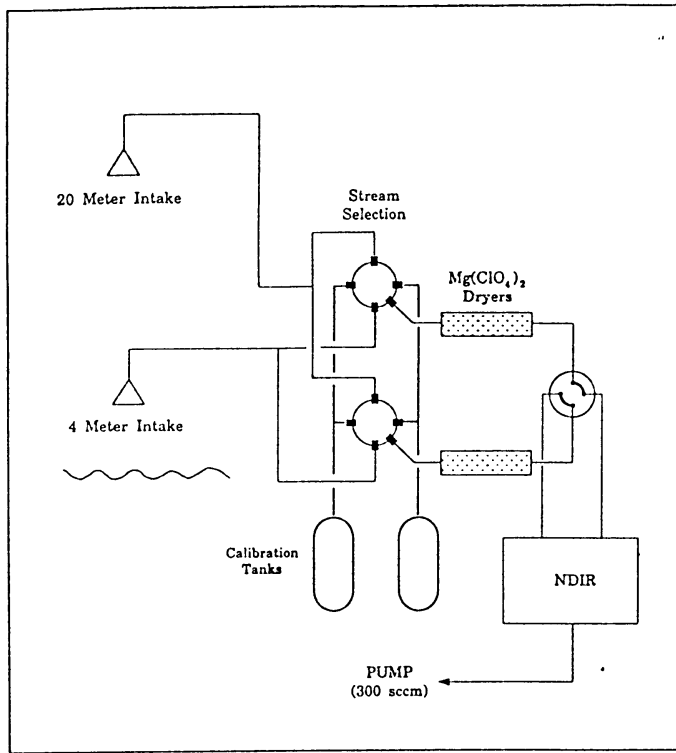 20 Meter Intake
Stream
Selection
Mg(ClO₄)₂
Dryers
4 Meter Intake
Calibration
Tanks
NDIR
PUMP
(300 sccm)